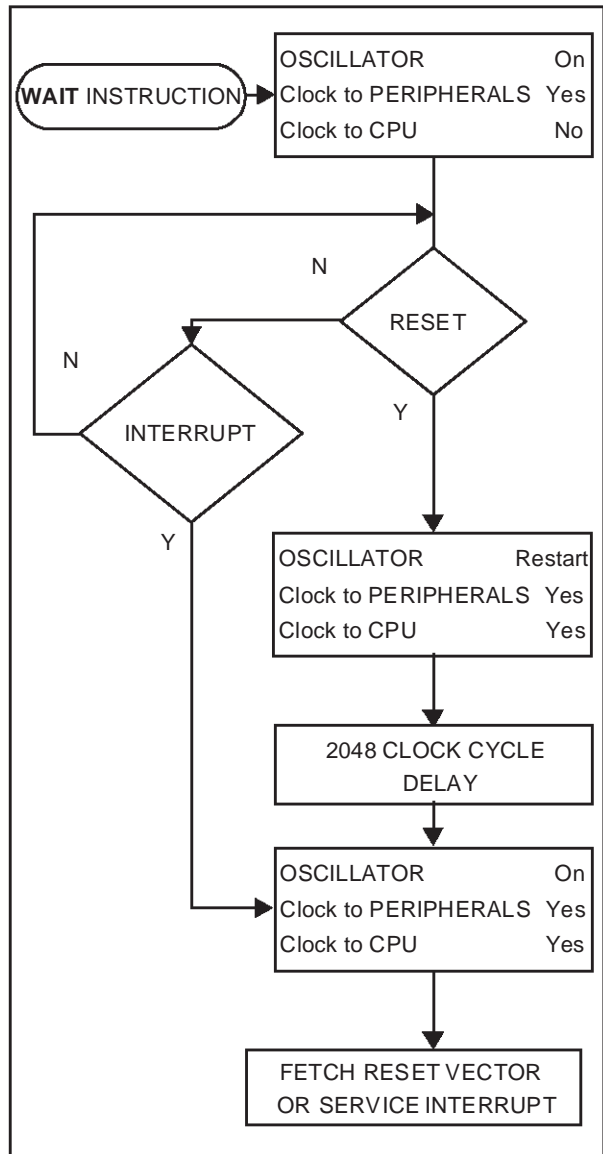 WAIT INSTRUCTION
OSCILLATOR On
Clock to PERIPHERALS Yes
Clock to CPU No
N
RESET
N
INTERRUPT
Y
Y
OSCILLATOR Restart
Clock to PERIPHERALS Yes
Clock to CPU Yes
2048 CLOCK CYCLE
DELAY
OSCILLATOR On
Clock to PERIPHERALS Yes
Clock to CPU Yes
FETCH RESET VECTOR
OR SERVICE INTERRUPT